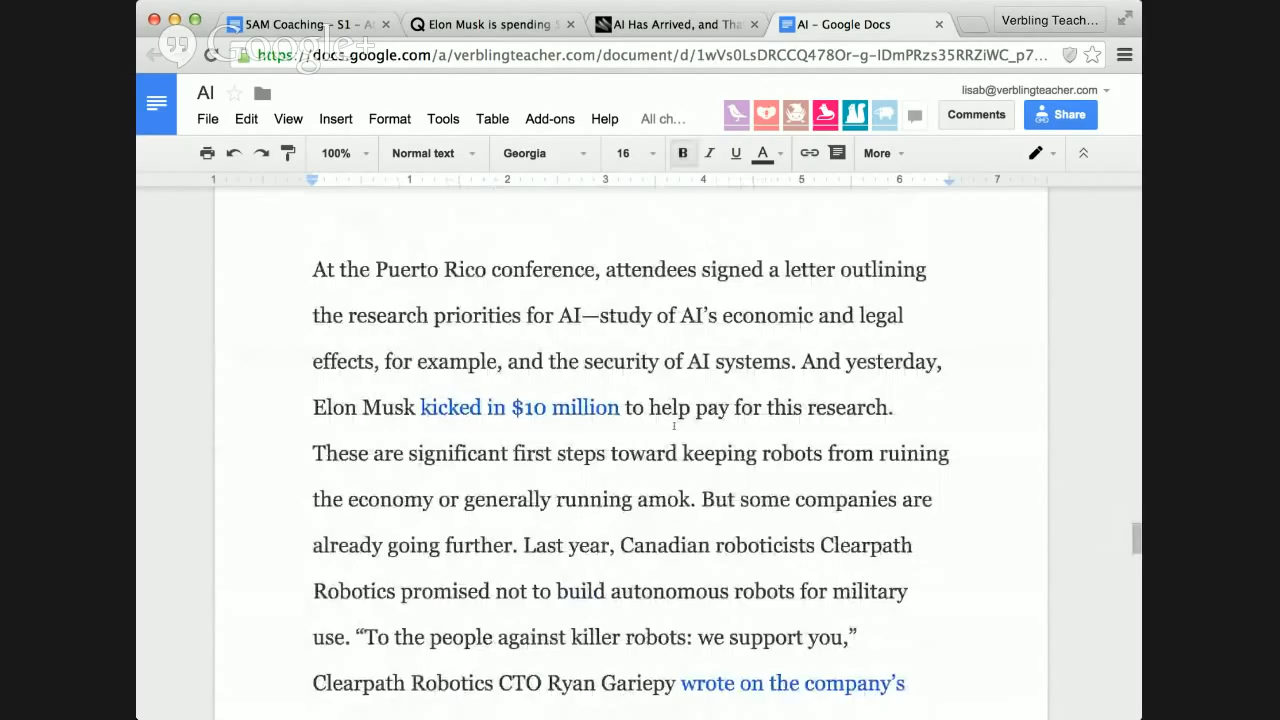 5AM Coaching - S1 - A
Elon Musk is spending
AI Has Arrived, and Tha
AI - Google Docs
Verbling Teach...
Google+
https://docs.google.com/a/verblingteacher.com/document/d/1wVs0LsDRCCQ478Or-g-IDmPRzs35RRZiWC_p7...
AI
lisab@verblingteacher.com
File Edit View Insert Format Tools Table Add-ons Help All ch...
Comments
Share
100% Normal text Georgia 16 B I U A More
1 1 2 3 4 5 6 7
At the Puerto Rico conference, attendees signed a letter outlining
the research priorities for AI—study of AI’s economic and legal
effects, for example, and the security of AI systems. And yesterday,
Elon Musk kicked in $10 million to help pay for this research.
These are significant first steps toward keeping robots from ruining
the economy or generally running amok. But some companies are
already going further. Last year, Canadian roboticists Clearpath
Robotics promised not to build autonomous robots for military
use. “To the people against killer robots: we support you,”
Clearpath Robotics CTO Ryan Gariepy wrote on the company’s